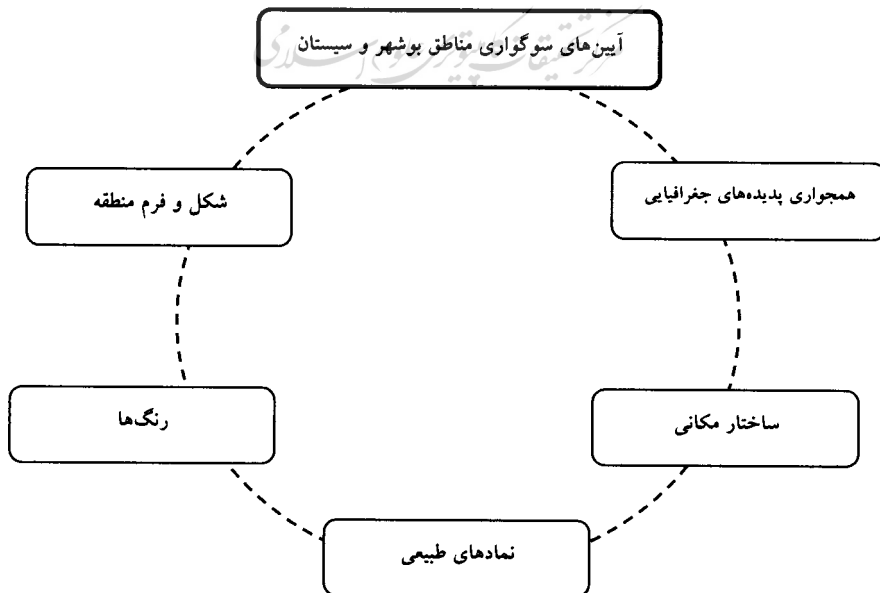 آیین‌های سوگواری مناطق بوشهر و سیستان
همجواری پدیده‌های جغرافیایی
شکل و فرم منطقه
ساختار مکانی
رنگ‌ها
نمادهای طبیعی